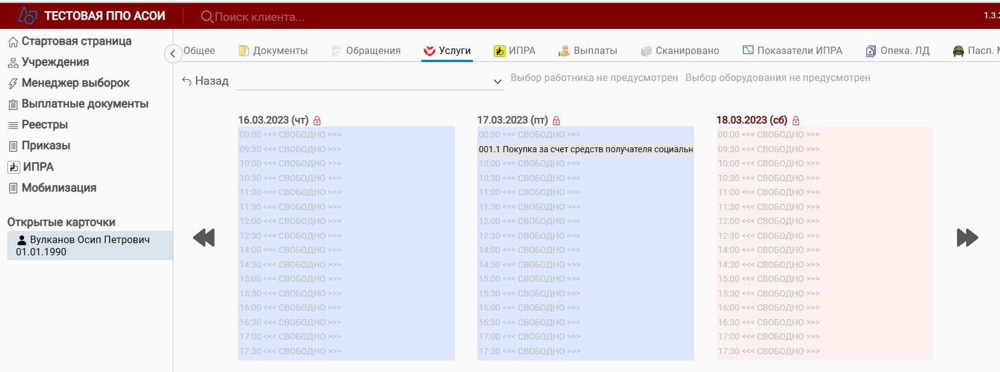 ТЕСТОВАЯ ППО АСОИ
Поиск клиента...
1.3.2
Стартовая страница
Учреждения
Менеджер выборок
Выплатные документы
Реестры
Приказы
ИПРА
Мобилизация
Открытые карточки
Вулканов Осип Петрович
01.01.1990
Общее
Документы
Обращения
Услуги
ИПРА
Выплаты
Сканировано
Показатели ИПРА
Опека. ЛД
Пасп.
Назад
Выбор работника не предусмотрен
Выбор оборудования не предусмотрен
16.03.2023 (чт)
00:00 <<< СВОБОДНО >>>
09:30 <<< СВОБОДНО >>>
10:00 <<< СВОБОДНО >>>
10:30 <<< СВОБОДНО >>>
11:00 <<< СВОБОДНО >>>
11:30 <<< СВОБОДНО >>>
12:00 <<< СВОБОДНО >>>
12:30 <<< СВОБОДНО >>>
14:00 <<< СВОБОДНО >>>
14:30 <<< СВОБОДНО >>>
15:00 <<< СВОБОДНО >>>
15:30 <<< СВОБОДНО >>>
16:00 <<< СВОБОДНО >>>
16:30 <<< СВОБОДНО >>>
17:00 <<< СВОБОДНО >>>
17:30 <<< СВОБОДНО >>>
17.03.2023 (пт)
00:00 <<< СВОБОДНО >>>
001.1 Покупка за счет средств получателя социальн
10:00 <<< СВОБОДНО >>>
10:30 <<< СВОБОДНО >>>
11:00 <<< СВОБОДНО >>>
11:30 <<< СВОБОДНО >>>
12:00 <<< СВОБОДНО >>>
12:30 <<< СВОБОДНО >>>
14:00 <<< СВОБОДНО >>>
14:30 <<< СВОБОДНО >>>
15:00 <<< СВОБОДНО >>>
15:30 <<< СВОБОДНО >>>
16:00 <<< СВОБОДНО >>>
16:30 <<< СВОБОДНО >>>
17:00 <<< СВОБОДНО >>>
17:30 <<< СВОБОДНО >>>
18.03.2023 (сб)
00:00 <<< СВОБОДНО >>>
09:30 <<< СВОБОДНО >>>
10:00 <<< СВОБОДНО >>>
10:30 <<< СВОБОДНО >>>
11:00 <<< СВОБОДНО >>>
11:30 <<< СВОБОДНО >>>
12:00 <<< СВОБОДНО >>>
12:30 <<< СВОБОДНО >>>
14:00 <<< СВОБОДНО >>>
14:30 <<< СВОБОДНО >>>
15:00 <<< СВОБОДНО >>>
15:30 <<< СВОБОДНО >>>
16:00 <<< СВОБОДНО >>>
16:30 <<< СВОБОДНО >>>
17:00 <<< СВОБОДНО >>>
17:30 <<< СВОБОДНО >>>